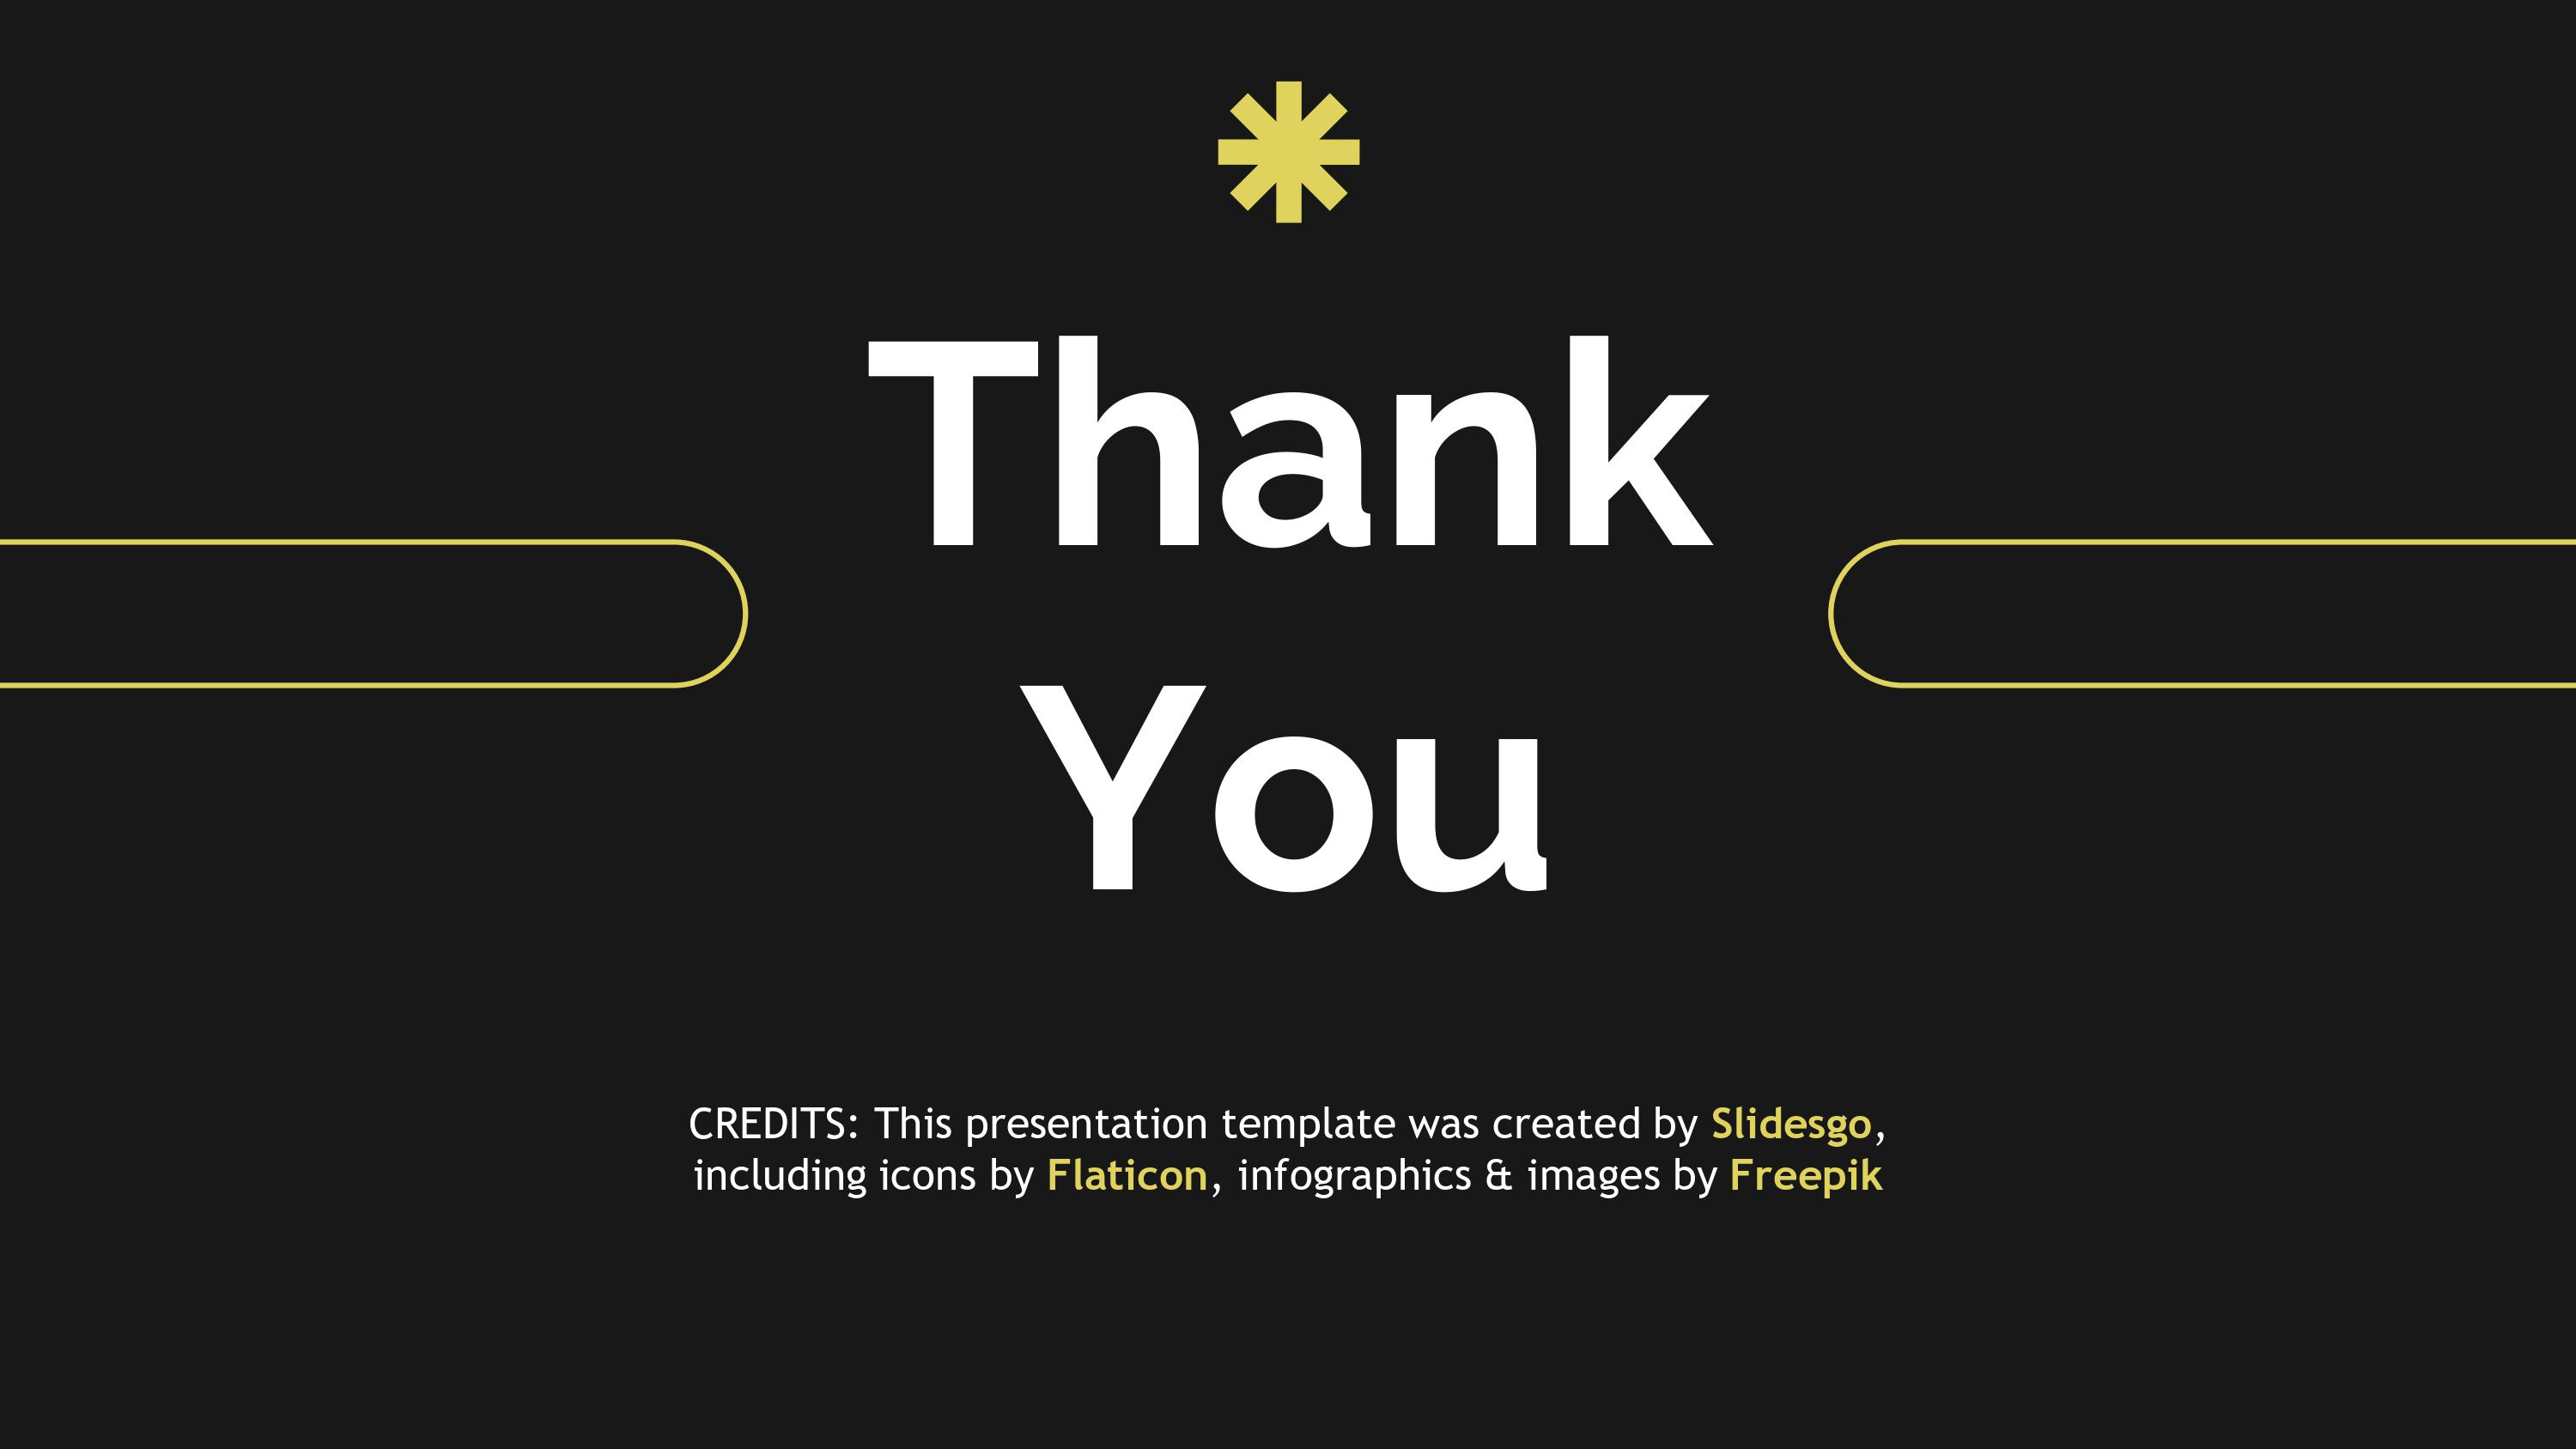 Thank
You
CREDITS: This presentation template was created by Slidesgo,
including icons by Flaticon, infographics & images by Freepik